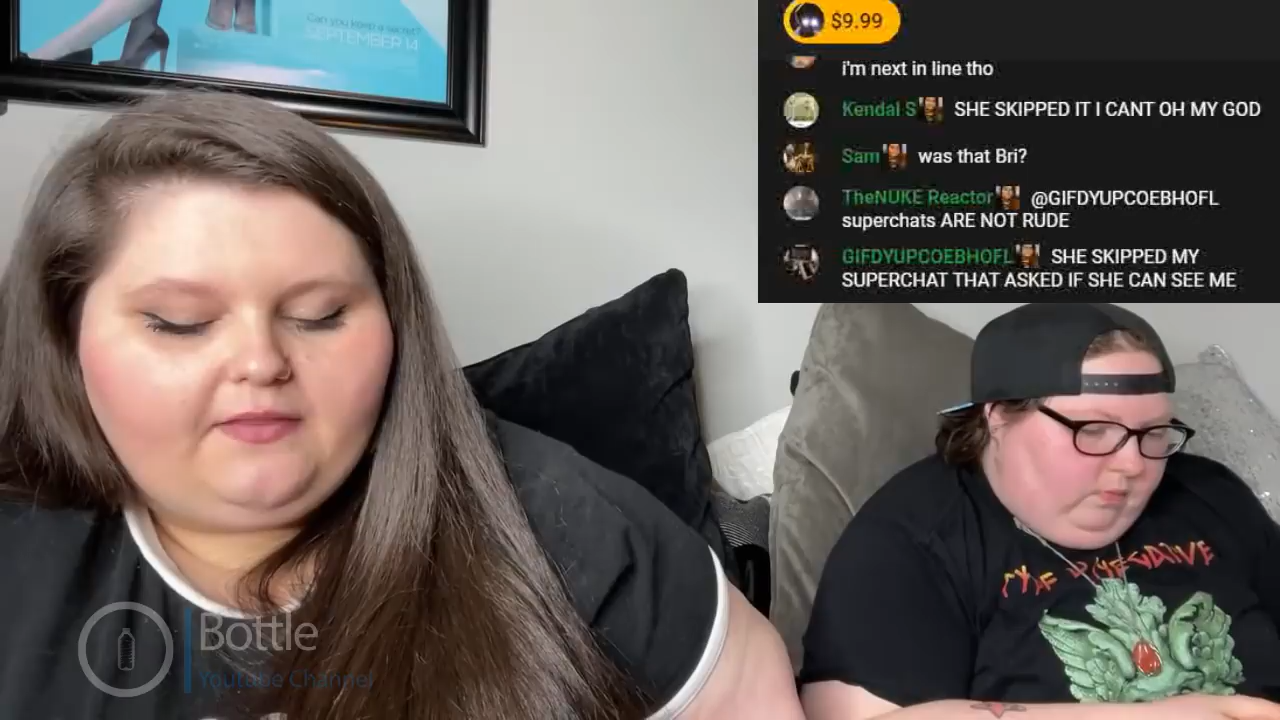 Can you keep a secret?
SEPTEMBER 14
$9.99
i'm next in line tho
Kendal S SHE SKIPPED IT I CANT OH MY GOD
Sam was that Bri?
TheNUKE Reactor @GIFDYUPCOEBHOFL
superchats ARE NOT RUDE
GIFDYUPCOEBHOFL SHE SKIPPED MY
SUPERCHAT THAT ASKED IF SHE CAN SEE ME
Bottle
Youtube Channel